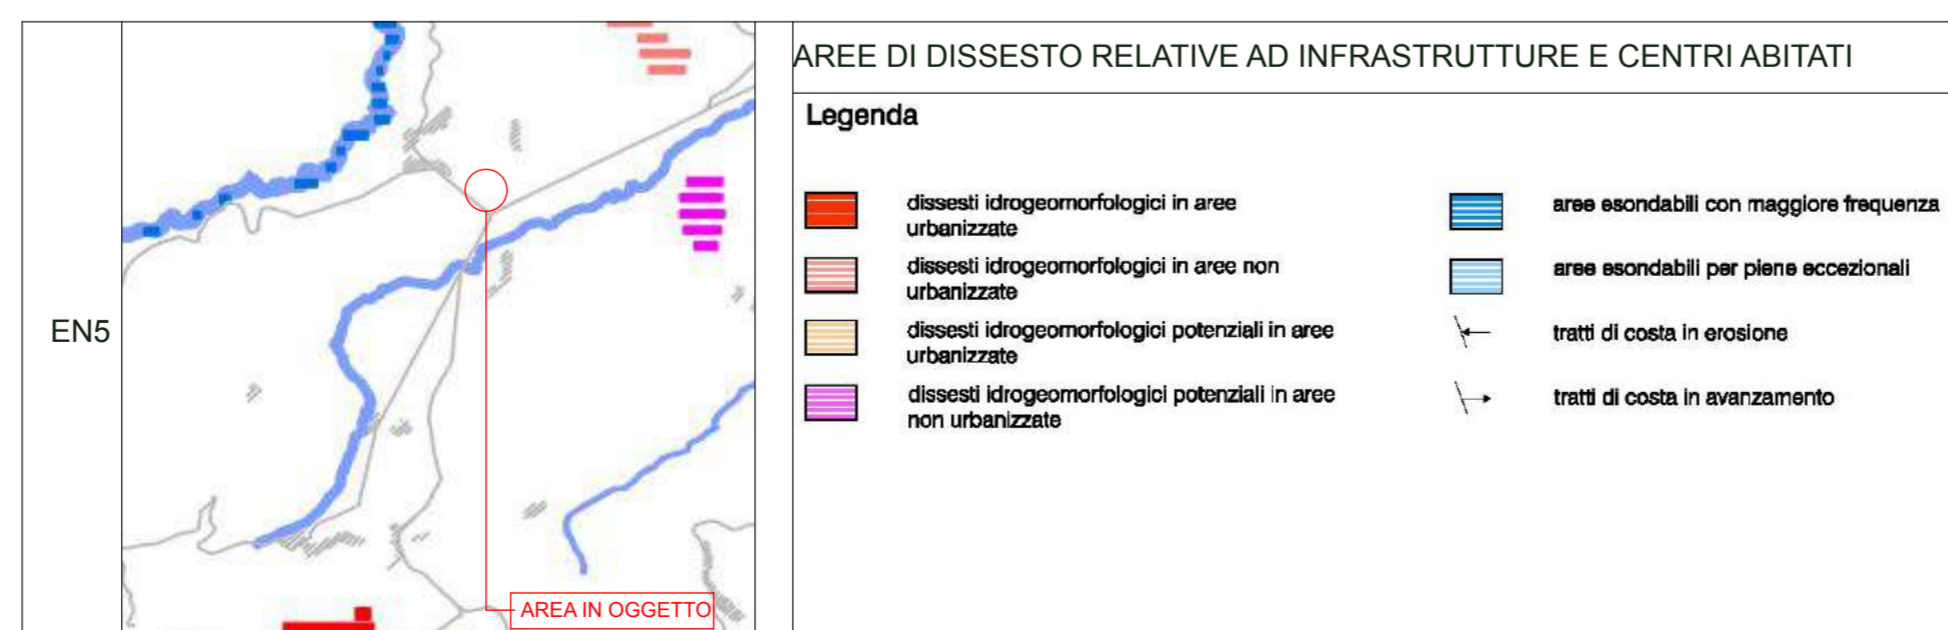 EN5
AREA IN OGGETTO
AREE DI DISSESTO RELATIVE AD INFRASTRUTTURE E CENTRI ABITATI
Legenda
dissesti idrogeomorfologici in aree
urbanizzate
dissesti idrogeomorfologici in aree non
urbanizzate
dissesti idrogeomorfologici potenziali in aree
urbanizzate
dissesti idrogeomorfologici potenziali in aree
non urbanizzate
aree esondabili con maggiore frequenza
aree esondabili per piene eccezionali
tratti di costa in erosione
tratti di costa in avanzamento